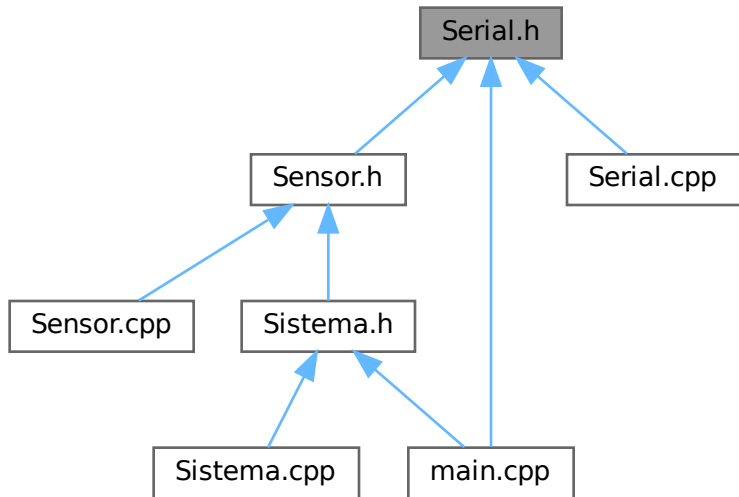 Serial.h
Sensor.h
Serial.cpp
Sensor.cpp
Sistema.h
Sistema.cpp
main.cpp